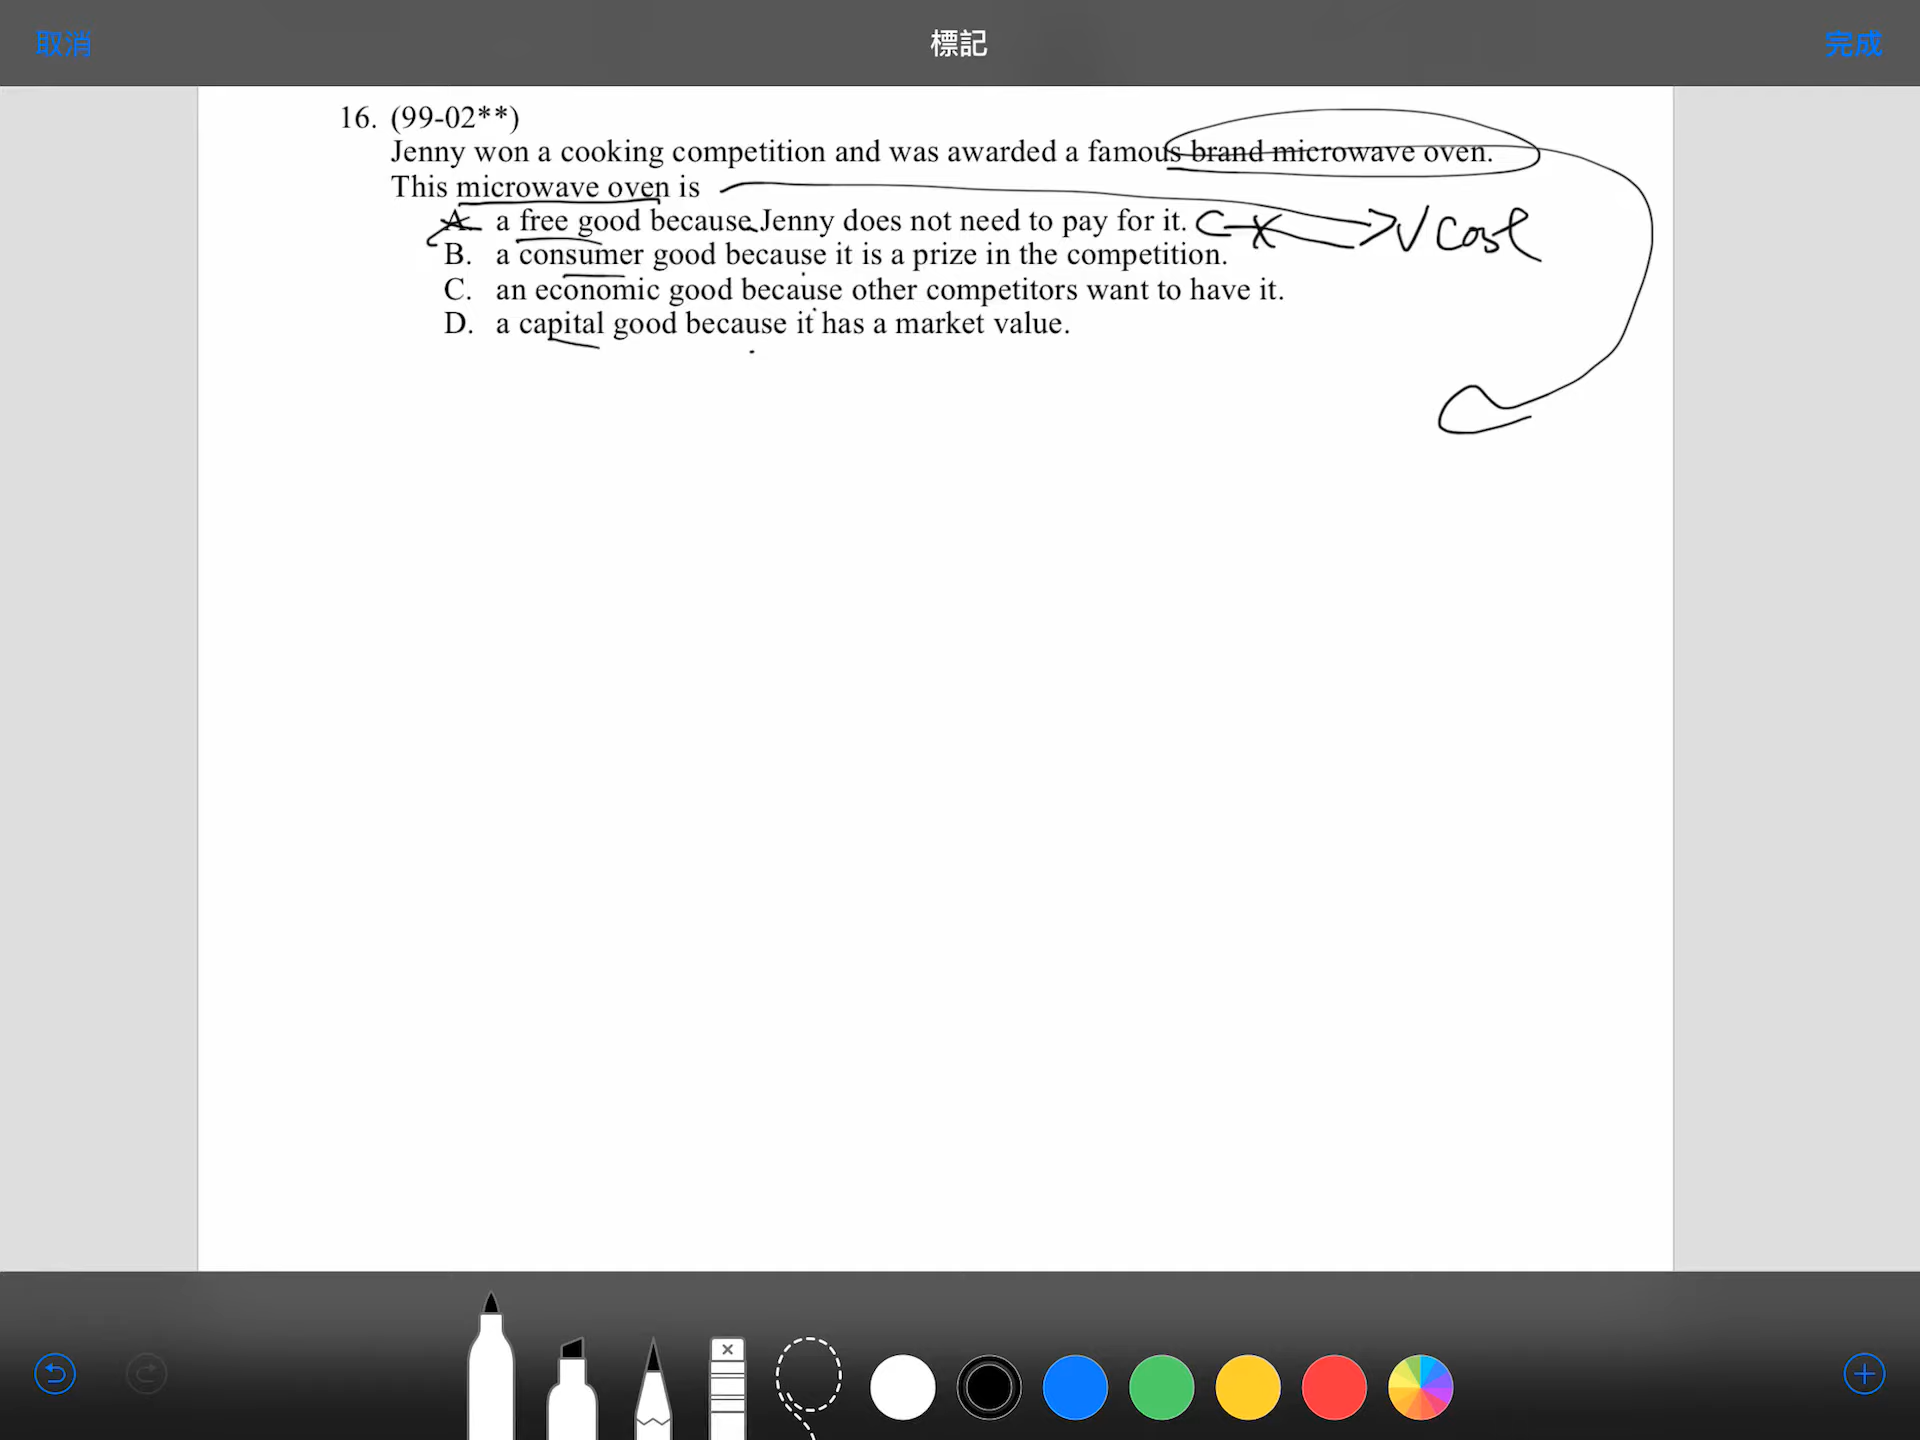 取消
標記
完成
16. (99-02**)
Jenny won a cooking competition and was awarded a famous brand microwave oven.
This microwave oven is
A. a free good because Jenny does not need to pay for it.
√ Cost
B. a consumer good because it is a prize in the competition.
C. an economic good because other competitors want to have it.
D. a capital good because it has a market value.